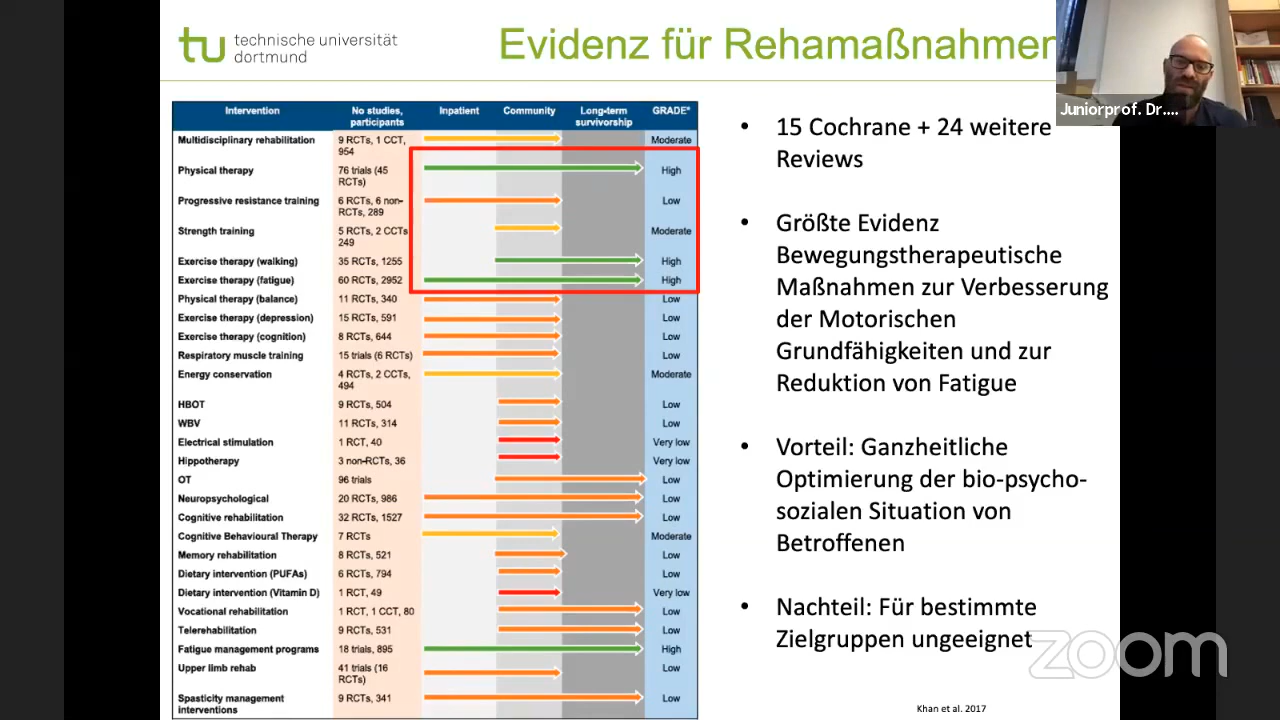 technische universität
dortmund
Evidenz für Rehamaßnahmen
Juniorprof. Dr....
Intervention No studies, participants Inpatient Community Long-term survivorship GRADE*
Multidisciplinary rehabilitation 9 RCTs, 1 CCT, 954 Moderate
Physical therapy 76 trials (45 RCTs) High
Progressive resistance training 6 RCTs, 6 non-RCTs, 289 Low
Strength training 5 RCTs, 2 CCTs 249 Moderate
Exercise therapy (walking) 35 RCTs, 1255 High
Exercise therapy (fatigue) 60 RCTs, 2952 High
Physical therapy (balance) 11 RCTs, 340 Low
Exercise therapy (depression) 15 RCTs, 591 Low
Exercise therapy (cognition) 8 RCTs, 644 Low
Respiratory muscle training 15 trials (6 RCTs) Low
Energy conservation 4 RCTs, 2 CCTs, 494 Moderate
HBOT 9 RCTs, 504 Low
WBV 11 RCTs, 314 Low
Electrical stimulation 1 RCT, 40 Very low
Hippotherapy 3 non-RCTs, 36 Very low
OT 96 trials Low
Neuropsychological 20 RCTs, 986 Low
Cognitive rehabilitation 32 RCTs, 1527 Low
Cognitive Behavioural Therapy 7 RCTs Moderate
Memory rehabilitation 8 RCTs, 521 Low
Dietary intervention (PUFAs) 6 RCTs, 794 Low
Dietary intervention (Vitamin D) 1 RCT, 49 Very low
Vocational rehabilitation 1 RCT, 1 CCT, 80 Low
Telerehabilitation 9 RCTs, 531 Low
Fatigue management programs 18 trials, 895 High
Upper limb rehab 41 trials (16 RCTs) Low
Spasticity management interventions 9 RCTs, 341 Low
• 15 Cochrane + 24 weitere
Reviews
• Größte Evidenz
Bewegungstherapeutische
Maßnahmen zur Verbesserung
der Motorischen
Grundfähigkeiten und zur
Reduktion von Fatigue
• Vorteil: Ganzheitliche
Optimierung der bio-psycho-
sozialen Situation von
Betroffenen
• Nachteil: Für bestimmte
Zielgruppen ungeeignet
zoom
Khan et al. 2017